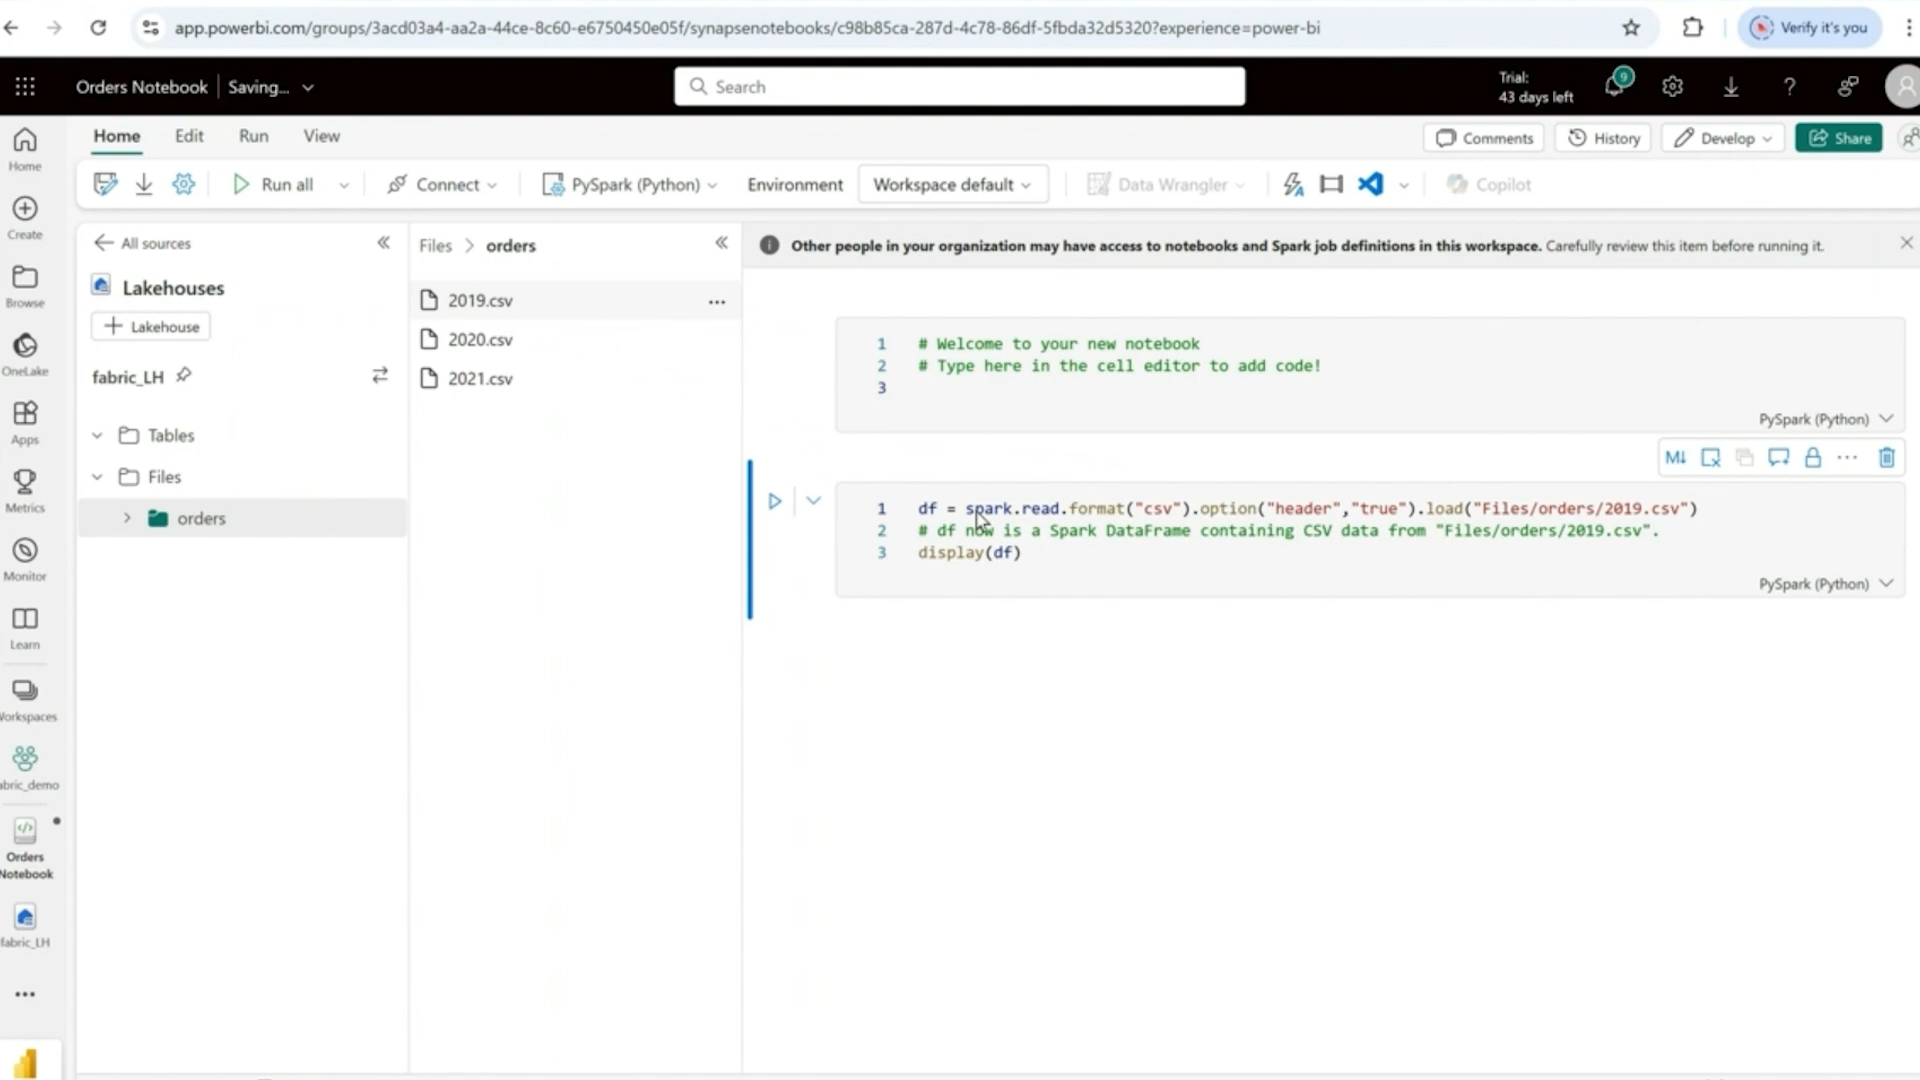 app.powerbi.com/groups/3acd03a4-aa2a-44ce-8c60-e6750450e05f/synapsenotebooks/c98b85ca-287d-4c78-86df-5fbda32d5320?experience=power-bi
Verify it's you
Orders Notebook
Saving...
Search
Trial:
43 days left
9
Home
Edit
Run
View
Comments
History
Develop
Share
Run all
Connect
PySpark (Python)
Environment
Workspace default
Data Wrangler
Copilot
Home
Create
Browse
OneLake
Apps
Metrics
Monitor
Learn
Workspaces
abric_demo
Orders
Notebook
fabric_LH
All sources
Lakehouses
Lakehouse
fabric_LH
Tables
Files
orders
Files > orders
2019.csv
2020.csv
2021.csv
Other people in your organization may have access to notebooks and Spark job definitions in this workspace. Carefully review this item before running it.
1 # Welcome to your new notebook
2 # Type here in the cell editor to add code!
3
PySpark (Python)
M↓
1 df = spark.read.format("csv").option("header","true").load("Files/orders/2019.csv")
2 # df now is a Spark DataFrame containing CSV data from "Files/orders/2019.csv".
3 display(df)
PySpark (Python)